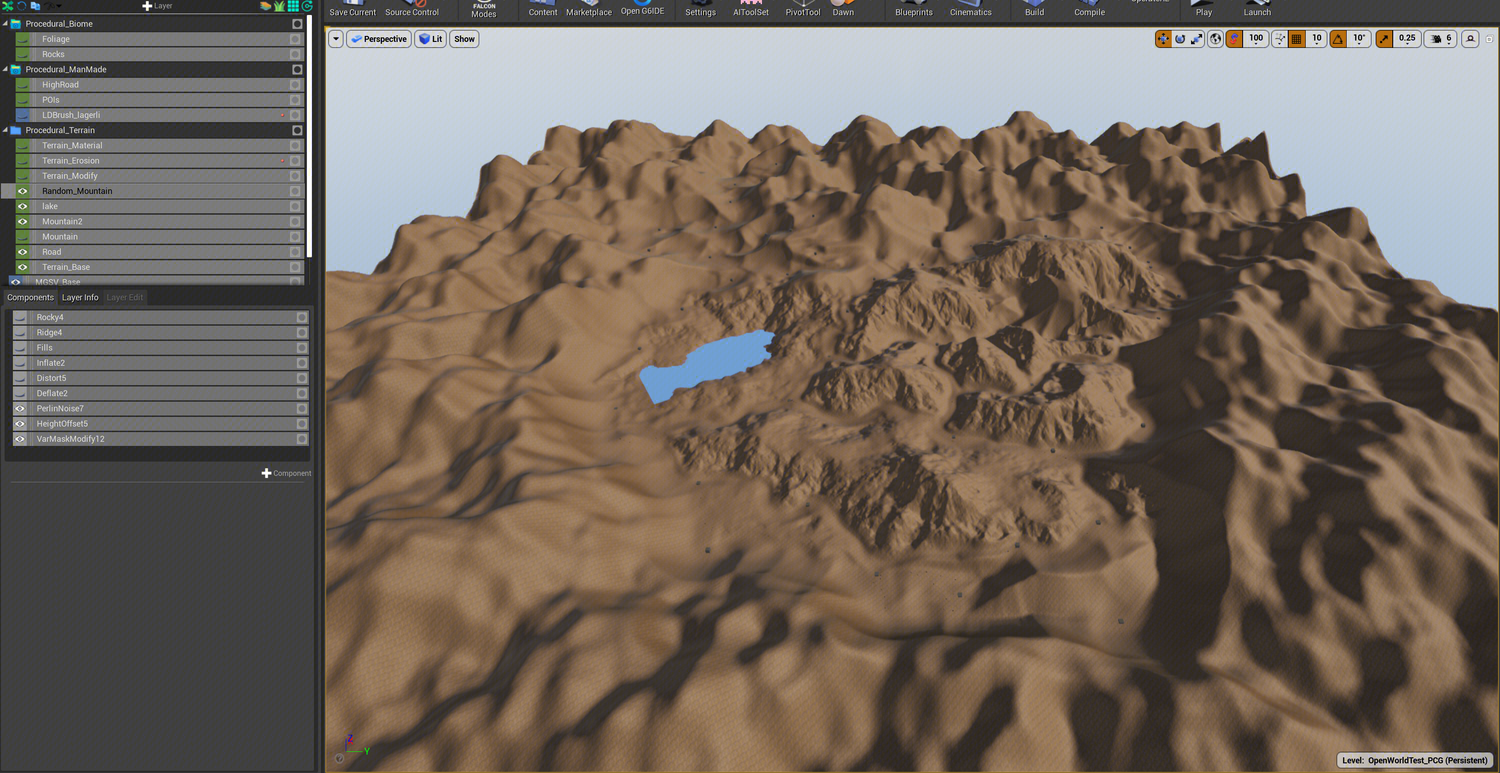 Layer
Save Current Source Control FALCON Modes Content Marketplace Open G6IDE Settings AIToolSet PivotTool Dawn Blueprints Cinematics Build Compile Play Launch
Procedural_Biome
Foliage
Rocks
Procedural_ManMade
HighRoad
POIs
LDBrush_lagerli
Procedural_Terrain
Terrain_Material
Terrain_Erosion
Terrain_Modify
Random_Mountain
lake
Mountain2
Mountain
Road
Terrain_Base
MGSV_Base
Components Layer Info Layer Edit
Rocky4
Ridge4
Fills
Inflate2
Distort5
Deflate2
PerlinNoise7
HeightOffset5
VarMaskModify12
Component
Perspective Lit Show
100 10 10° 0.25 6
Z
Y
Level: OpenWorldTest_PCG (Persistent)